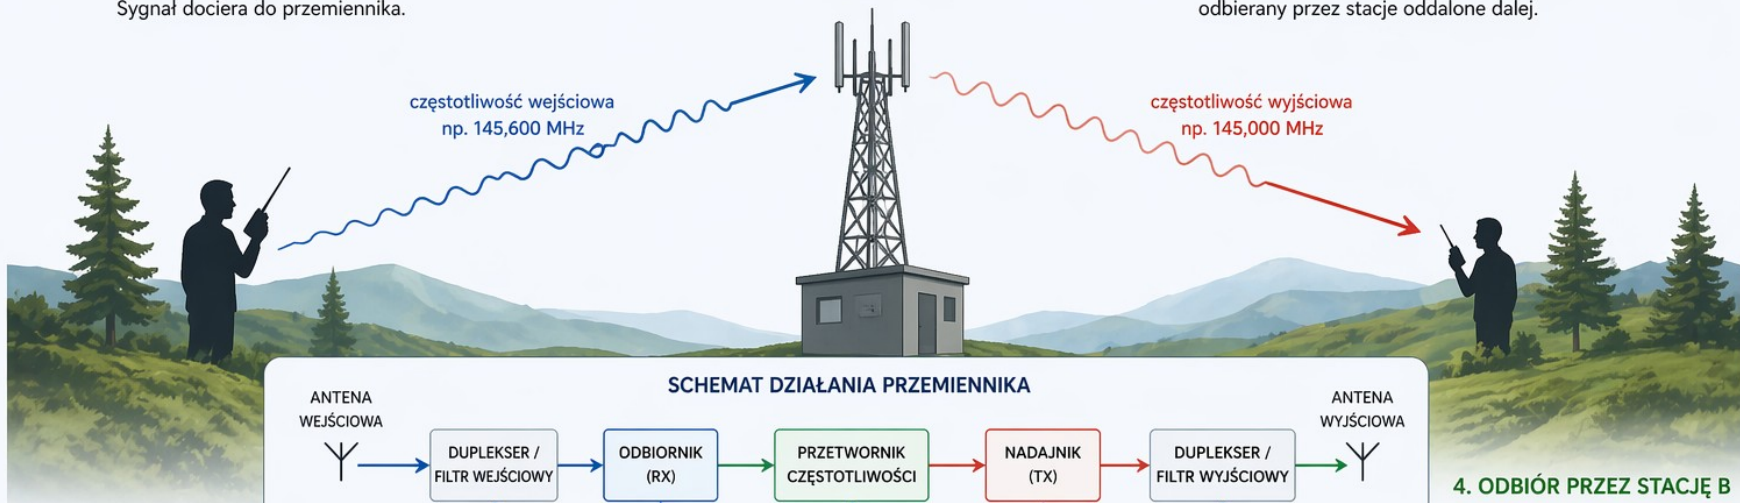 Sygnał dociera do przemiennika.
odbierany przez stacje oddalone dalej.
częstotliwość wejściowa
np. 145,600 MHz
częstotliwość wyjściowa
np. 145,000 MHz
SCHEMAT DZIAŁANIA PRZEMIENNIKA
ANTENA
WEJŚCIOWA
DUPLEKSER /
FILTR WEJŚCIOWY
ODBIORNIK
(RX)
PRZETWORNIK
CZĘSTOTLIWOŚCI
NADAJNIK
(TX)
DUPLEKSER /
FILTR WYJŚCIOWY
ANTENA
WYJŚCIOWA
4. ODBIÓR PRZEZ STACJĘ B